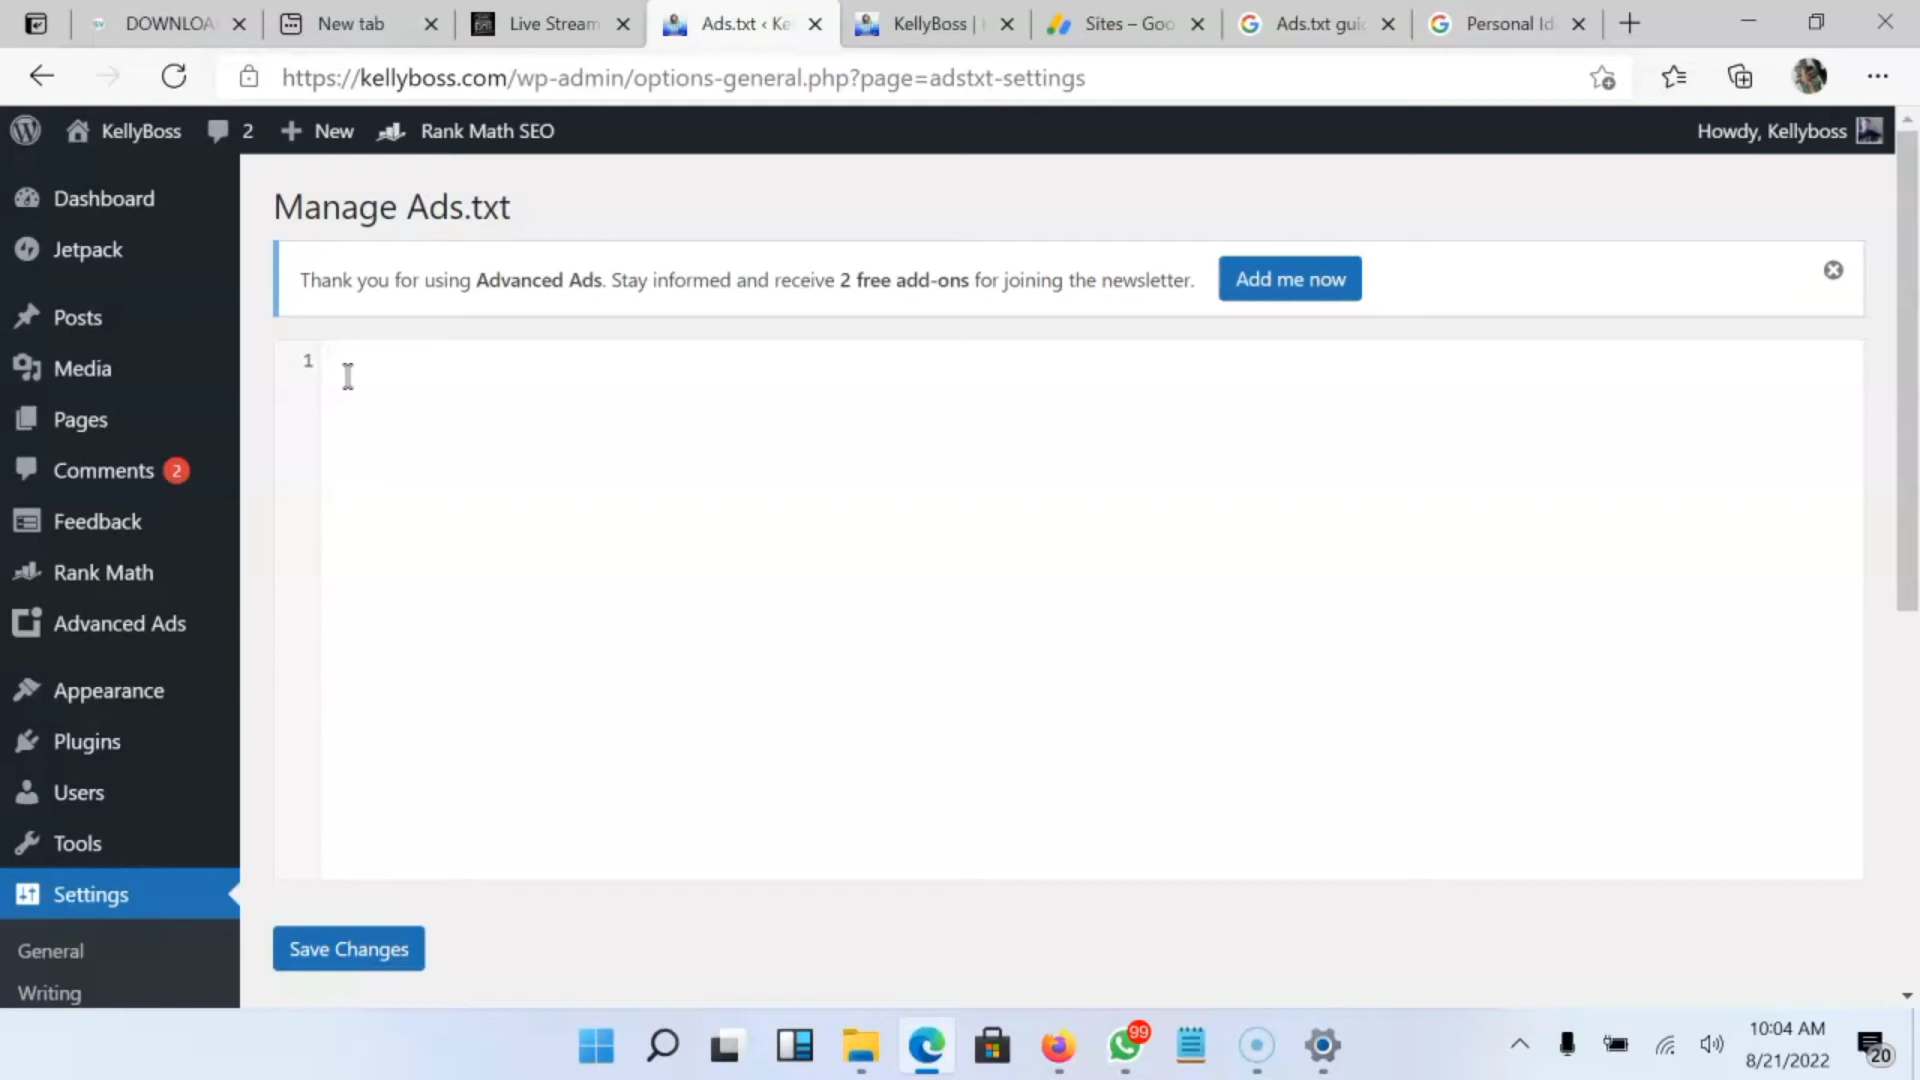 DOWNLOA
New tab
Live Stream
Ads.txt ‹ Ke
KellyBoss |
Sites – Goo
Ads.txt guid
Personal Id
https://kellyboss.com/wp-admin/options-general.php?page=adstxt-settings
KellyBoss
2
New
Rank Math SEO
Howdy, Kellyboss
Dashboard
Jetpack
Posts
Media
Pages
Comments 2
Feedback
Rank Math
Advanced Ads
Appearance
Plugins
Users
Tools
Settings
General
Writing
Manage Ads.txt
Thank you for using Advanced Ads. Stay informed and receive 2 free add-ons for joining the newsletter.
Add me now
1
Save Changes
99
10:04 AM
8/21/2022
20